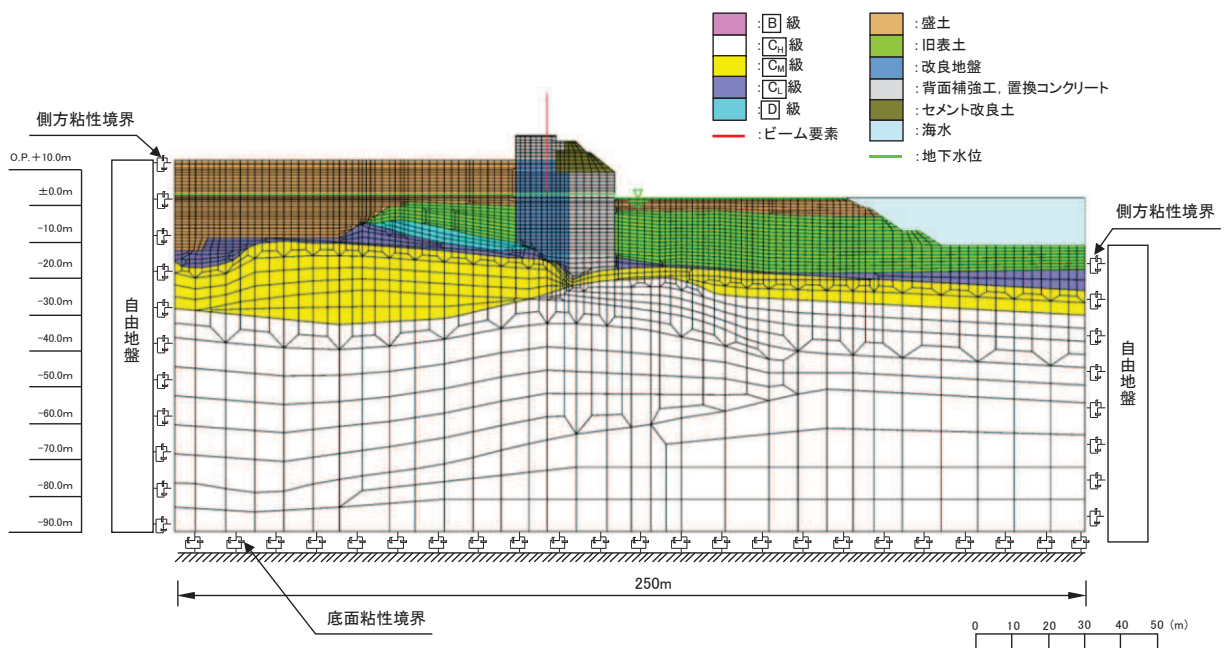 : B 級
: CH 級
: CM 級
: CL 級
: D 級
: ビーム要素
: 盛土
: 旧表土
: 改良地盤
: 背面補強工, 置換コンクリート
: セメント改良土
: 海水
: 地下水位
側方粘性境界
O.P.+10.0m
±0.0m
-10.0m
-20.0m
-30.0m
-40.0m
-50.0m
-60.0m
-70.0m
-80.0m
-90.0m
自由地盤
側方粘性境界
自由地盤
250m
底面粘性境界
0 10 20 30 40 50 (m)